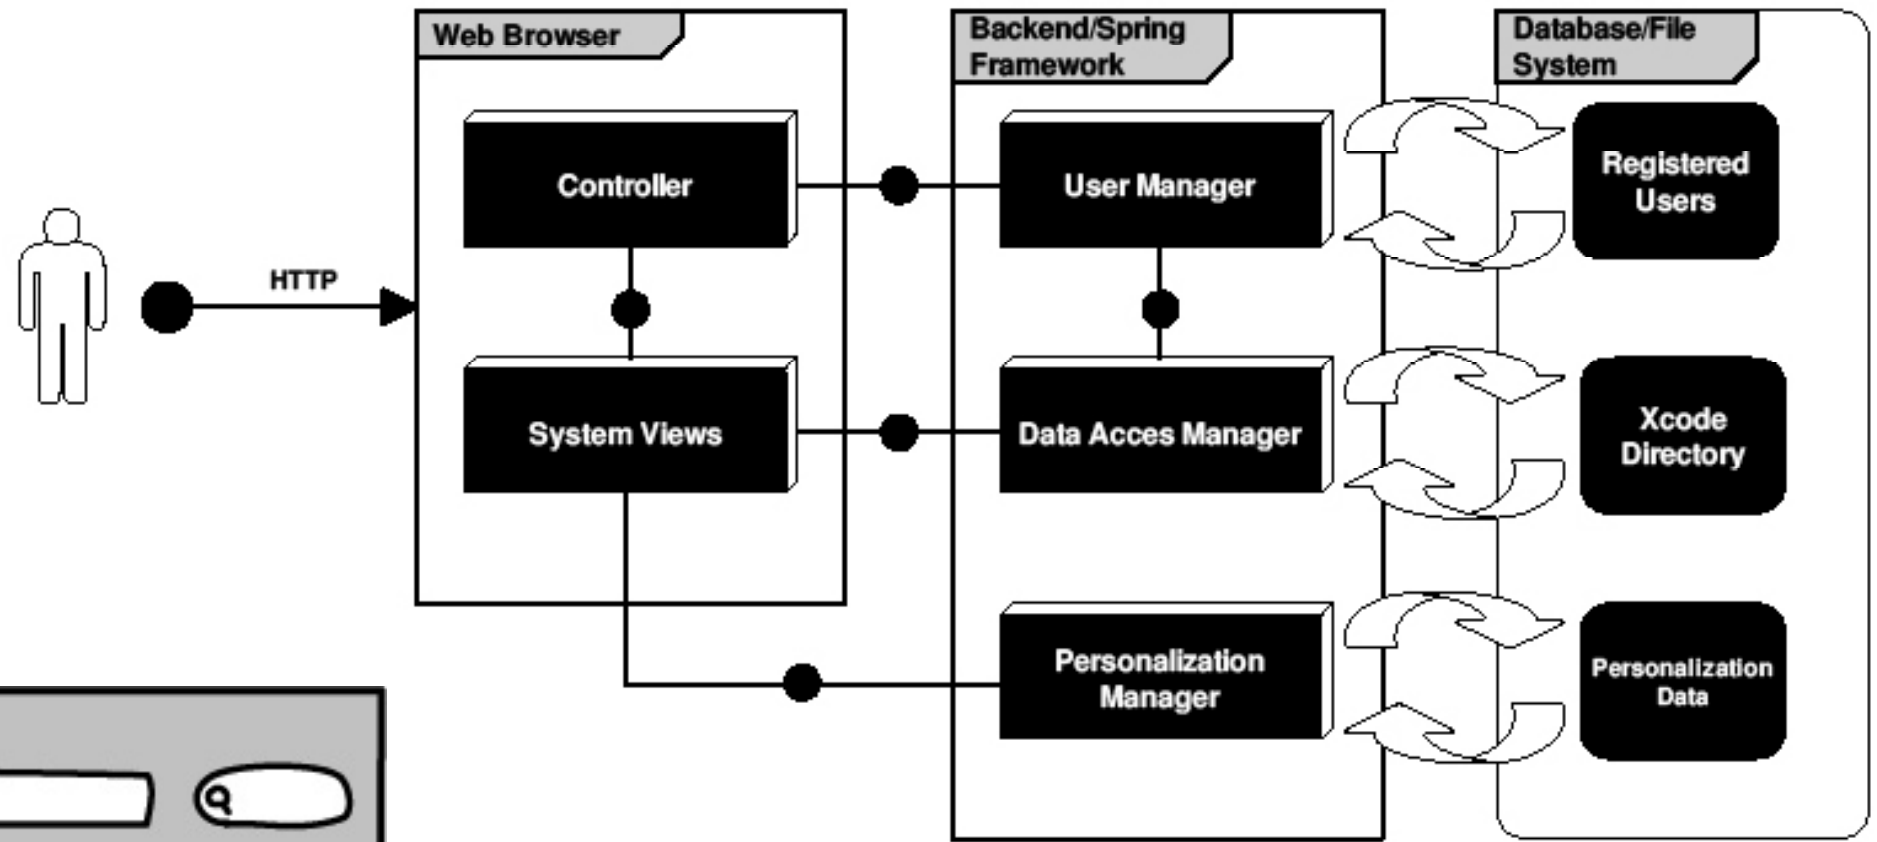 Web Browser
Backend/Spring
Framework
Database/File
System
Controller
User Manager
Registered
Users
HTTP
System Views
Data Acces Manager
Xcode
Directory
Personalization
Manager
Personalization
Data